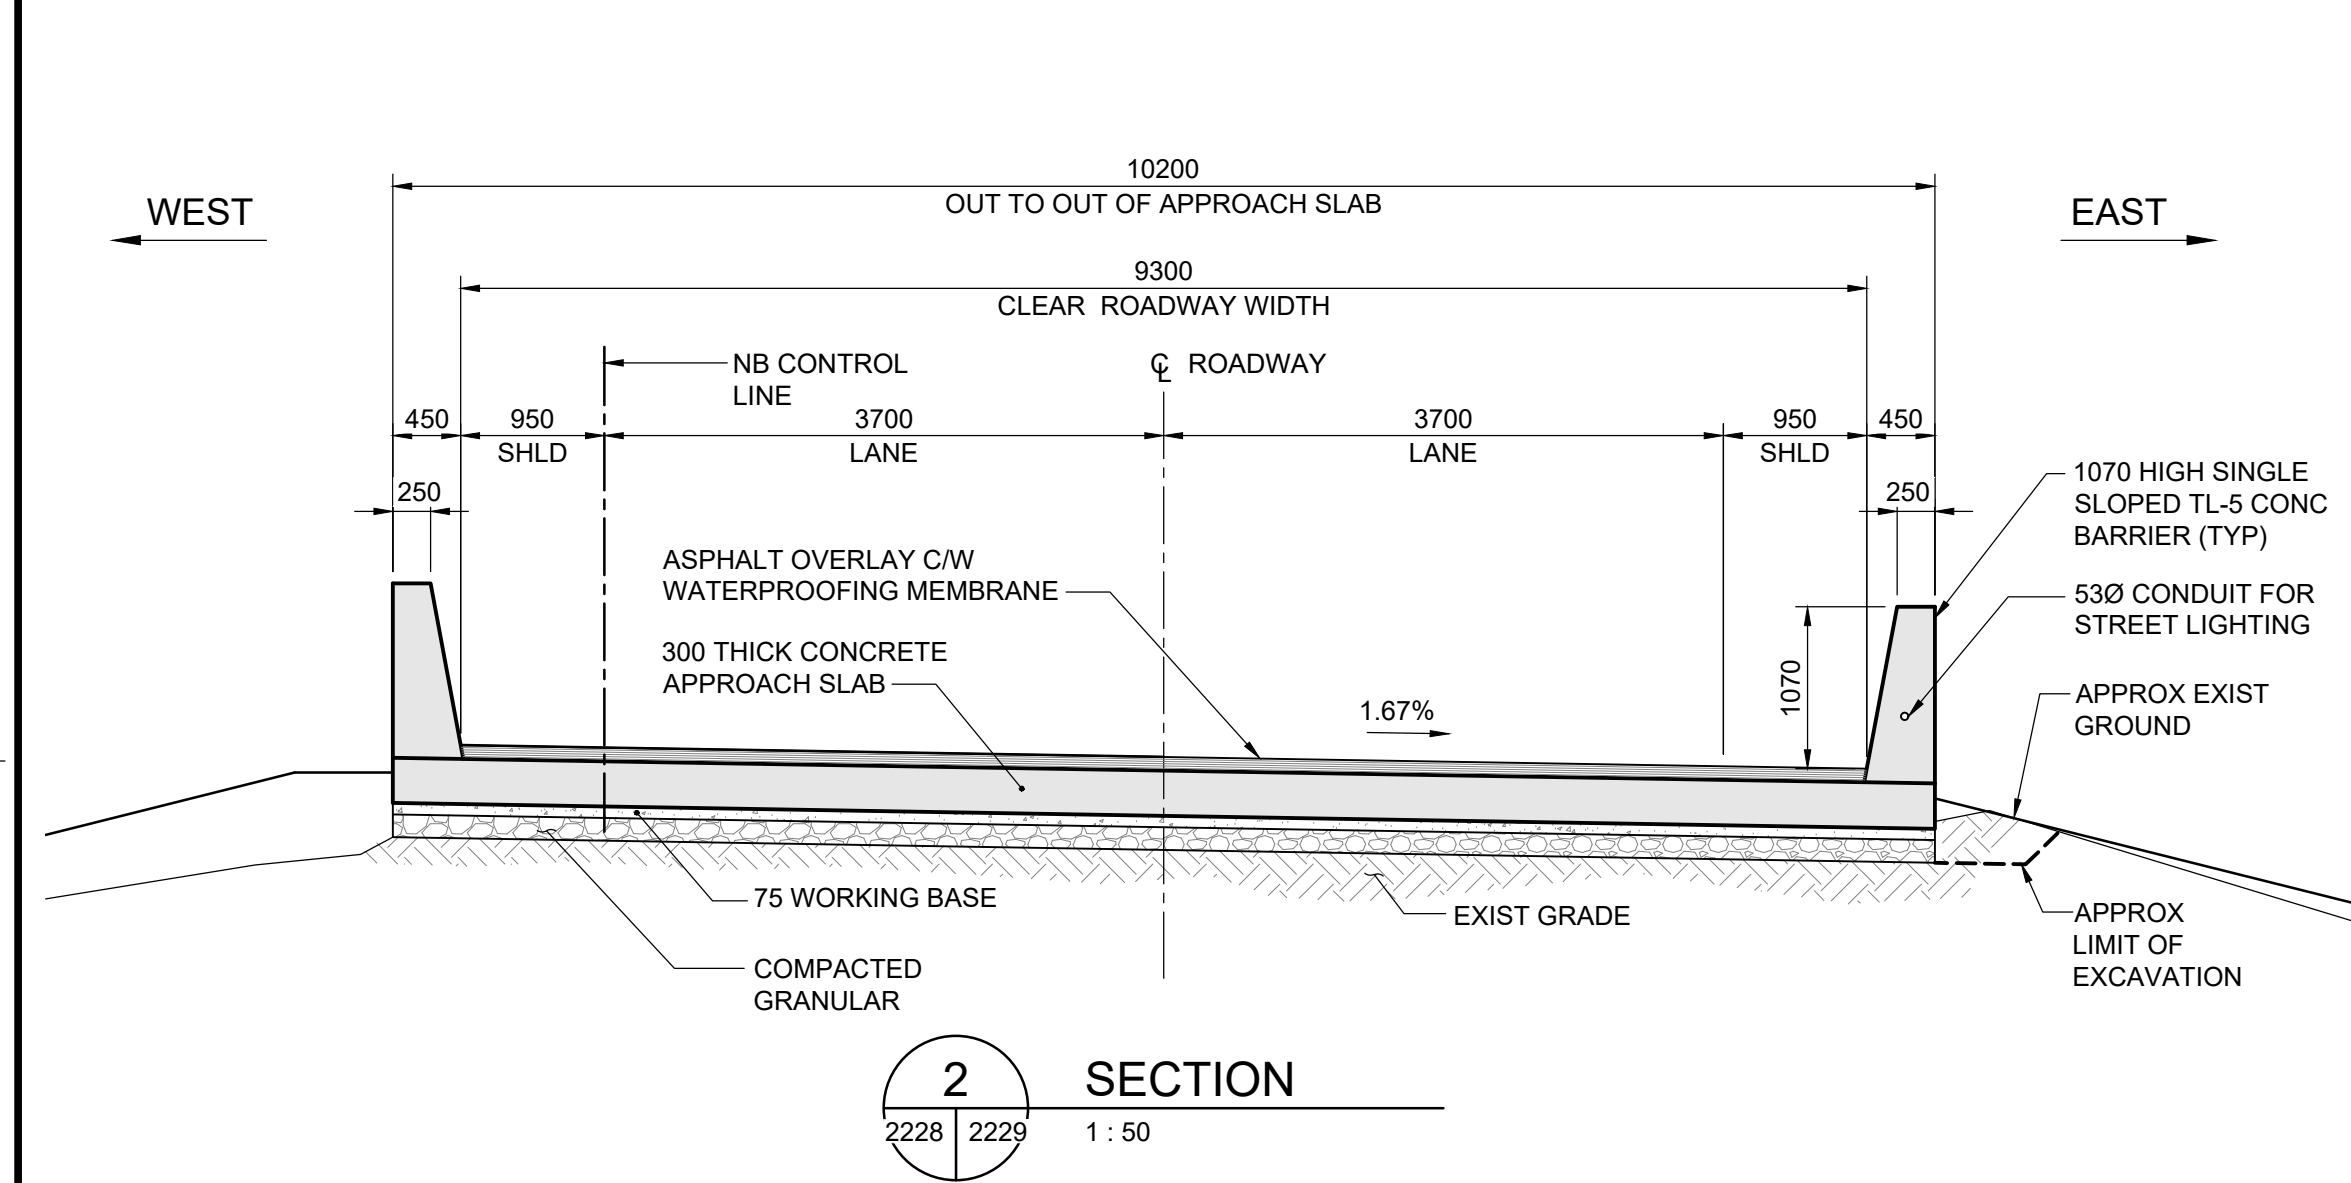 10200
OUT TO OUT OF APPROACH SLAB
WEST
EAST
9300
CLEAR ROADWAY WIDTH
NB CONTROL
LINE
℄ ROADWAY
450
950
SHLD
3700
LANE
3700
LANE
950
SHLD
450
250
250
1070 HIGH SINGLE
SLOPED TL-5 CONC
BARRIER (TYP)
ASPHALT OVERLAY C/W
WATERPROOFING MEMBRANE
53Ø CONDUIT FOR
STREET LIGHTING
300 THICK CONCRETE
APPROACH SLAB
1.67%
1070
APPROX EXIST
GROUND
75 WORKING BASE
EXIST GRADE
APPROX
LIMIT OF
EXCAVATION
COMPACTED
GRANULAR
2
2228
2229
SECTION
1 : 50